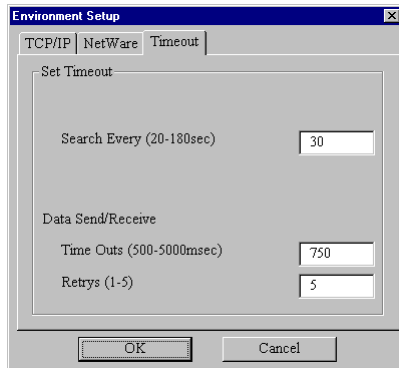 Environment Setup
TCP/IP NetWare Timeout
Set Timeout
Search Every (20-180sec) 30
Data Send/Receive
Time Outs (500-5000msec) 750
Retrys (1-5) 5
OK Cancel